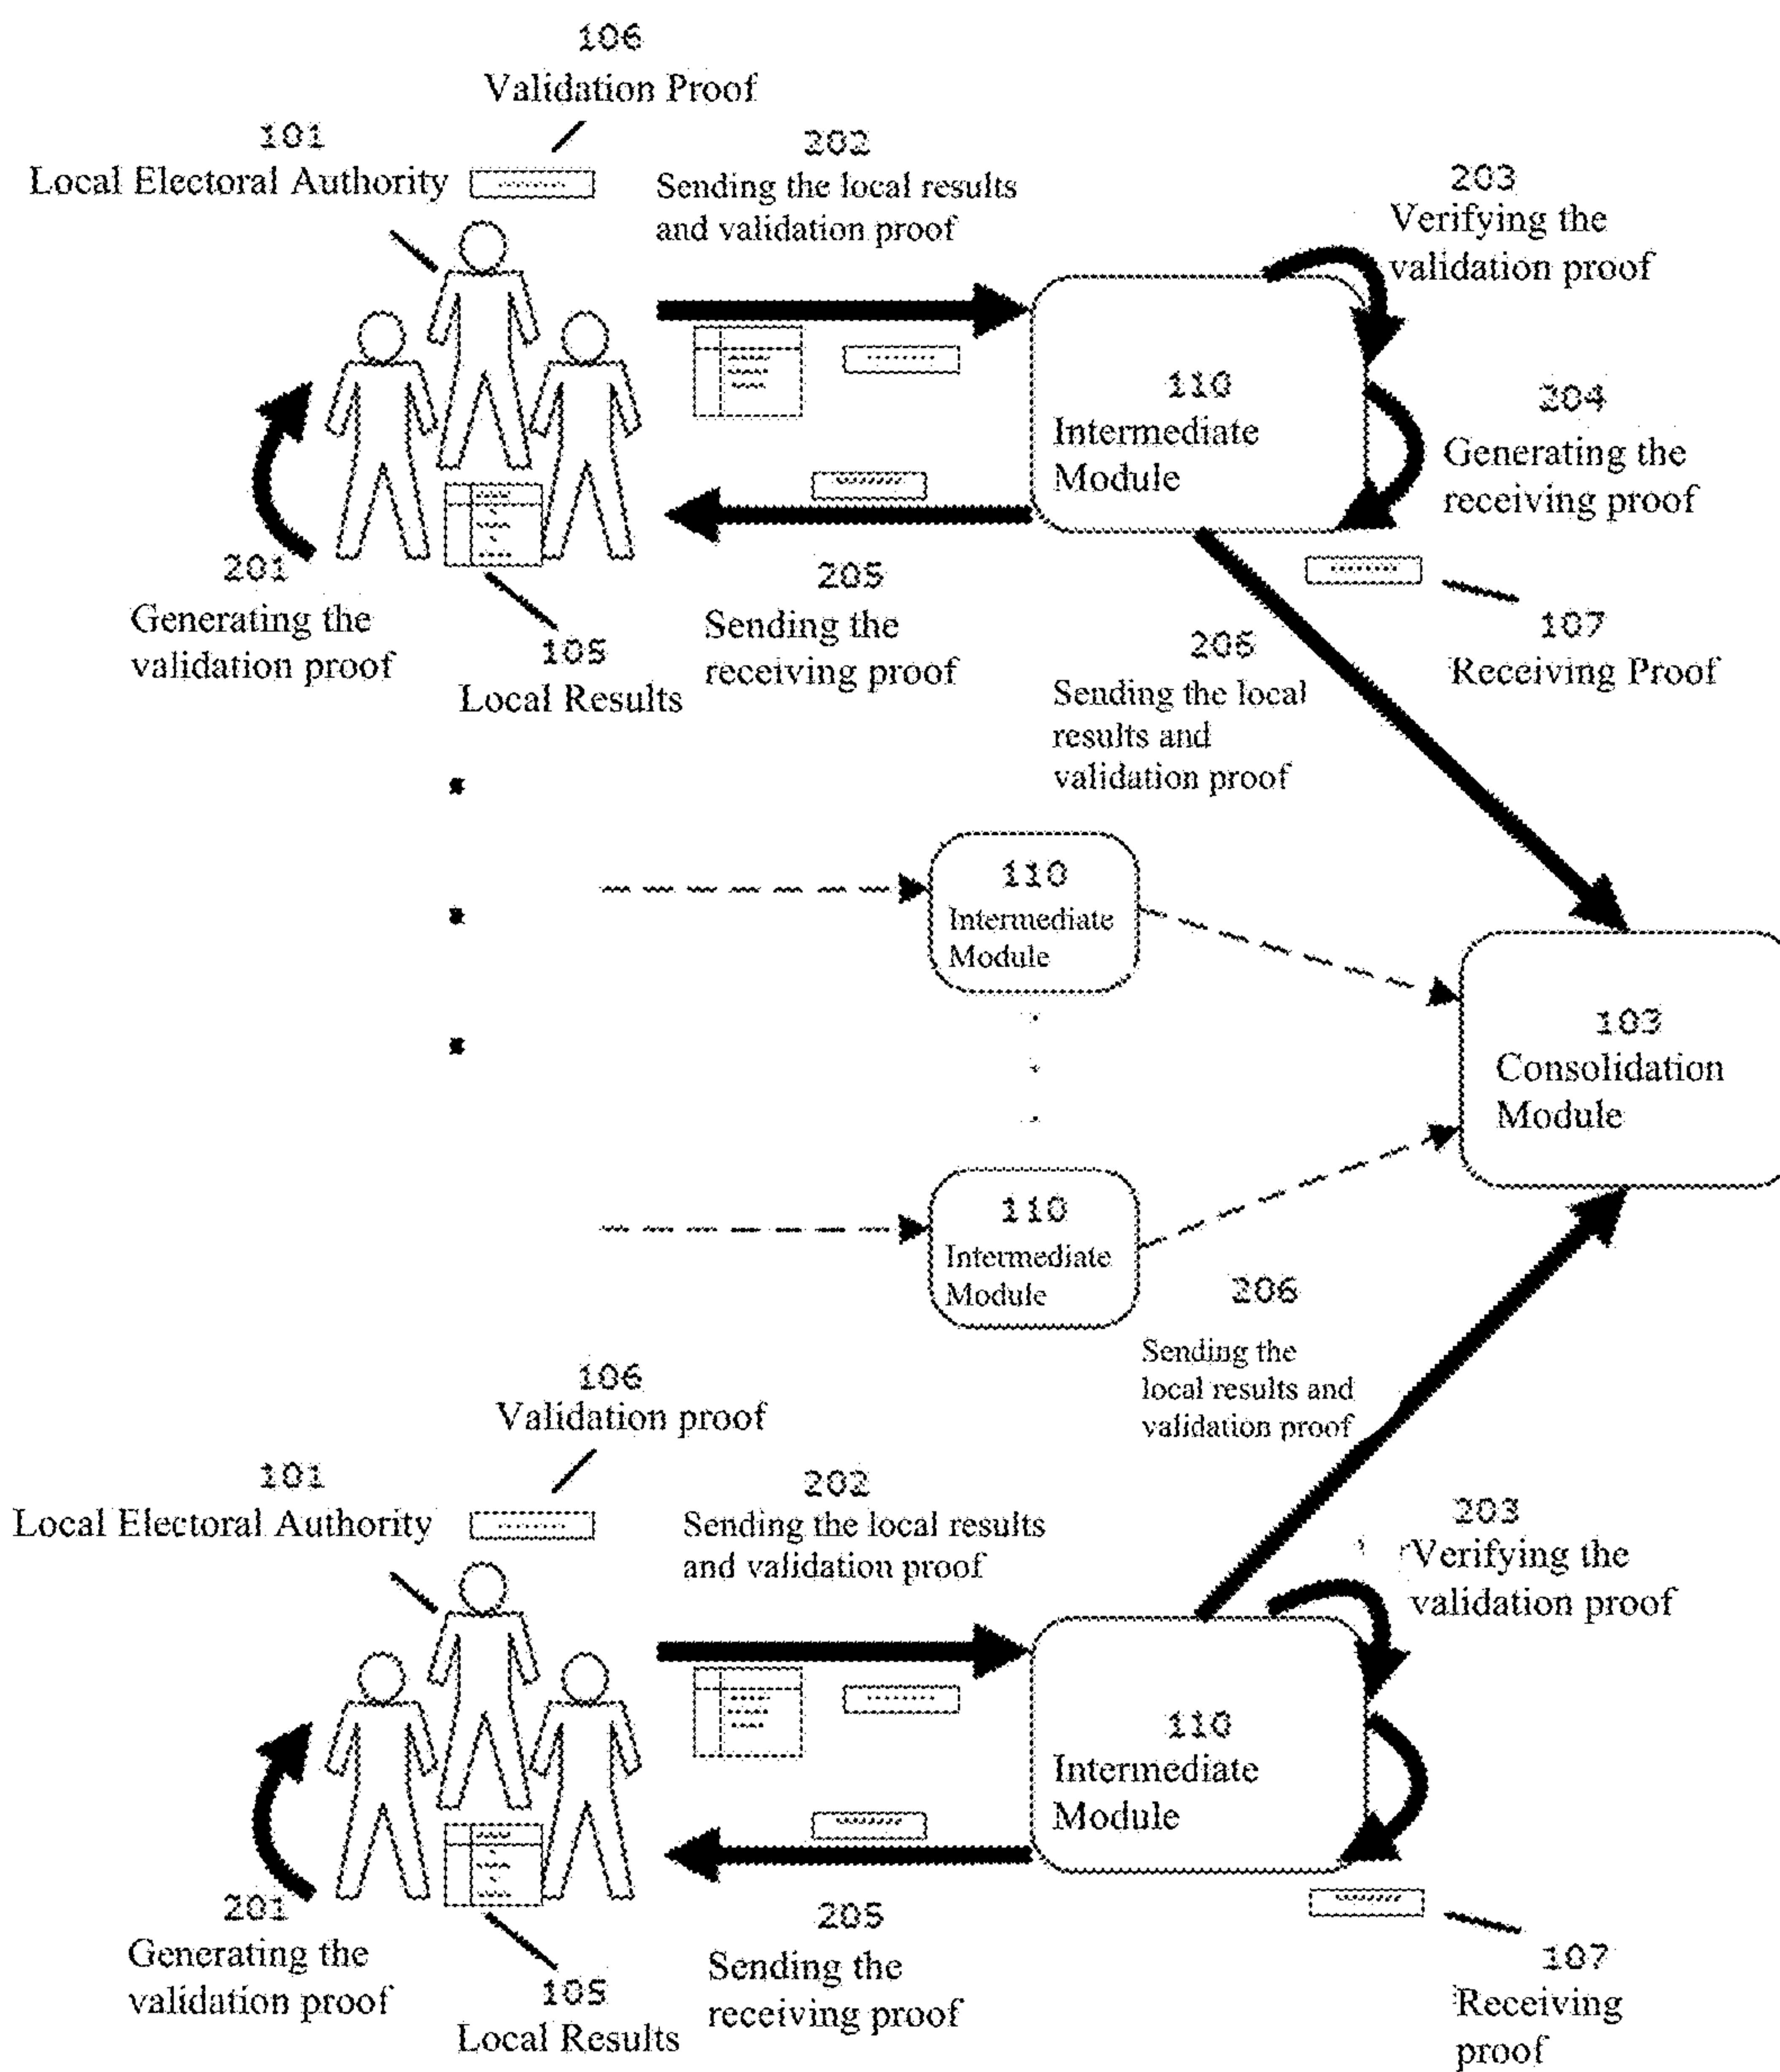 106
Validation Proof
101
Local Electoral Authority
202
Sending the local results
and validation proof
203
Verifying the
validation proof
110
Intermediate
Module
204
Generating the
receiving proof
201
Generating the
validation proof
105
Local Results
205
Sending the
receiving proof
107
Receiving Proof
206
Sending the local
results and
validation proof
110
Intermediate
Module
103
Consolidation
Module
110
Intermediate
Module
206
Sending the
local results and
validation proof
106
Validation proof
101
Local Electoral Authority
202
Sending the local results
and validation proof
203
Verifying the
validation proof
110
Intermediate
Module
201
Generating the
validation proof
105
Local Results
205
Sending the
receiving proof
107
Receiving
proof